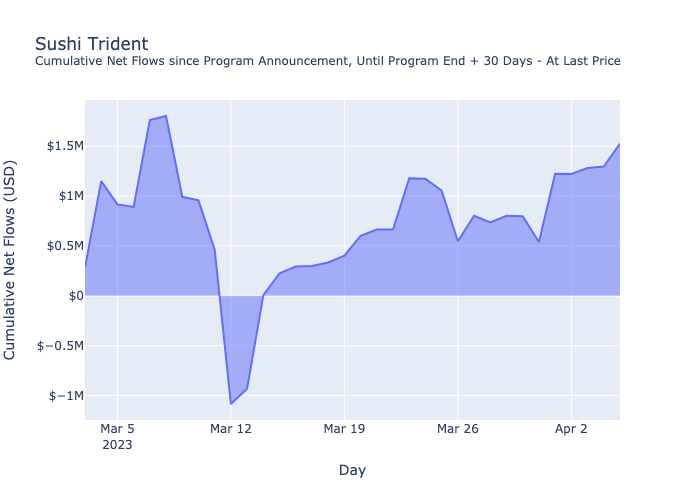 Sushi Trident
Cumulative Net Flows since Program Announcement, Until Program End + 30 Days - At Last Price
Cumulative Net Flows (USD)
$1.5M
$1M
$0.5M
$0
$−0.5M
$−1M
Mar 5
2023
Mar 12
Mar 19
Mar 26
Apr 2
Day